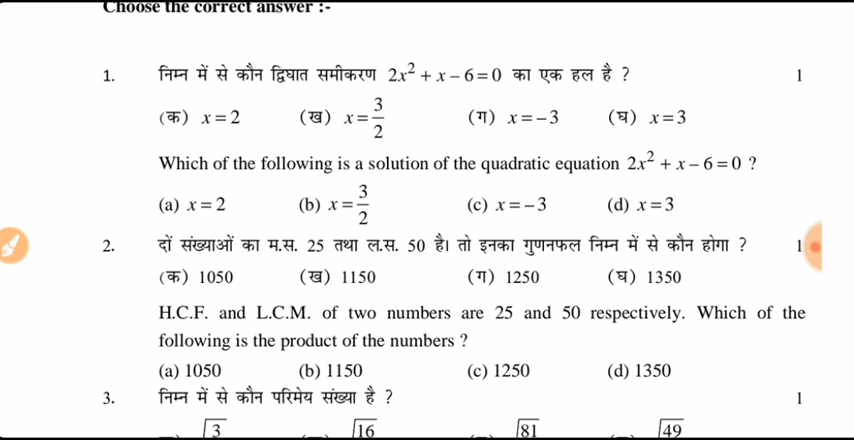 Choose the correct answer :-
1. निम्न में से कौन द्विघात समीकरण 2x² + x – 6 = 0 का एक हल है ? 1
(क) x = 2 (ख) x = 3/2 (ग) x = – 3 (घ) x = 3
Which of the following is a solution of the quadratic equation 2x² + x – 6 = 0 ?
(a) x = 2 (b) x = 3/2 (c) x = – 3 (d) x = 3
2. दों संख्याओं का म.स. 25 तथा ल.स. 50 है। तो इनका गुणनफल निम्न में से कौन होगा ? 1
(क) 1050 (ख) 1150 (ग) 1250 (घ) 1350
H.C.F. and L.C.M. of two numbers are 25 and 50 respectively. Which of the
following is the product of the numbers ?
(a) 1050 (b) 1150 (c) 1250 (d) 1350
3. निम्न में से कौन परिमेय संख्या है ? 1
√3 √16 √81 √49